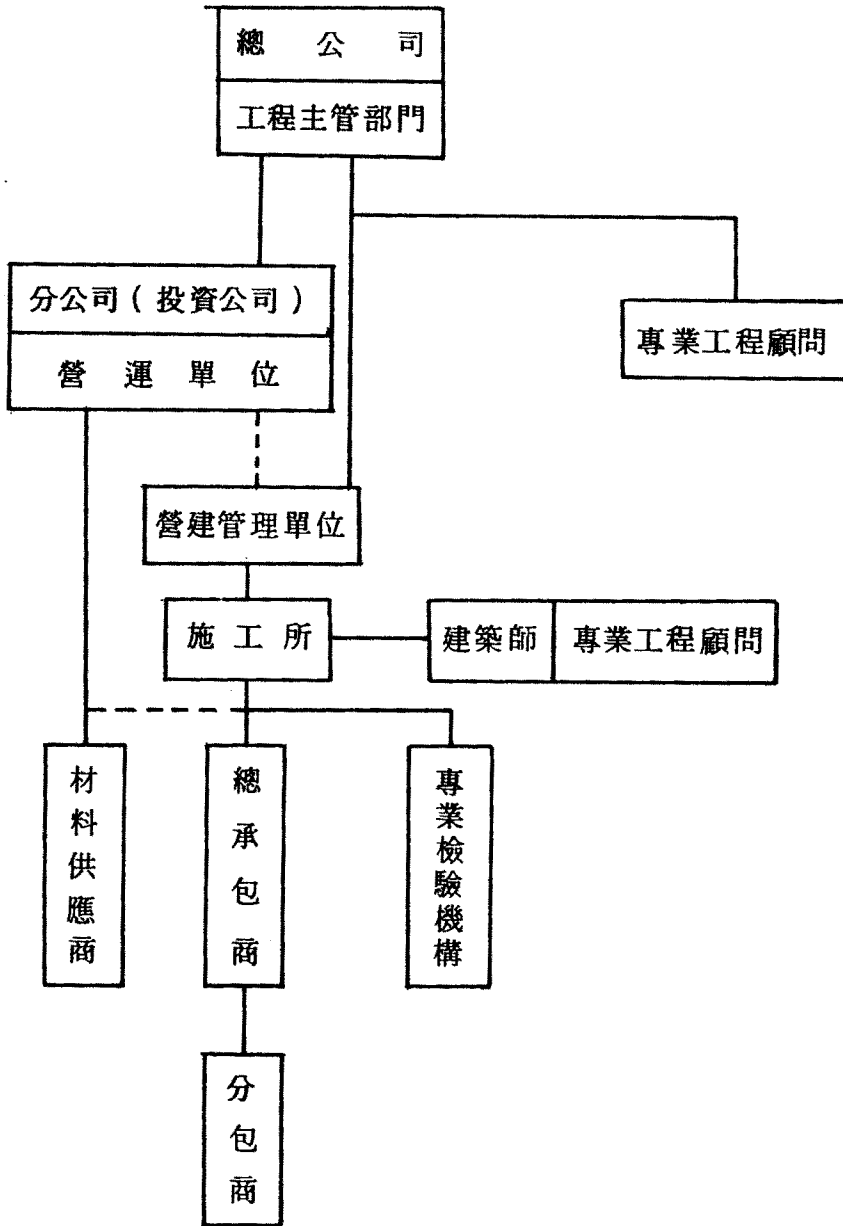 總公司
工程主管部門
分公司(投資公司)
營運單位
專業工程顧問
營建管理單位
施工所
建築師
專業工程顧問
材料供應商
總承包商
專業檢驗機構
分包商